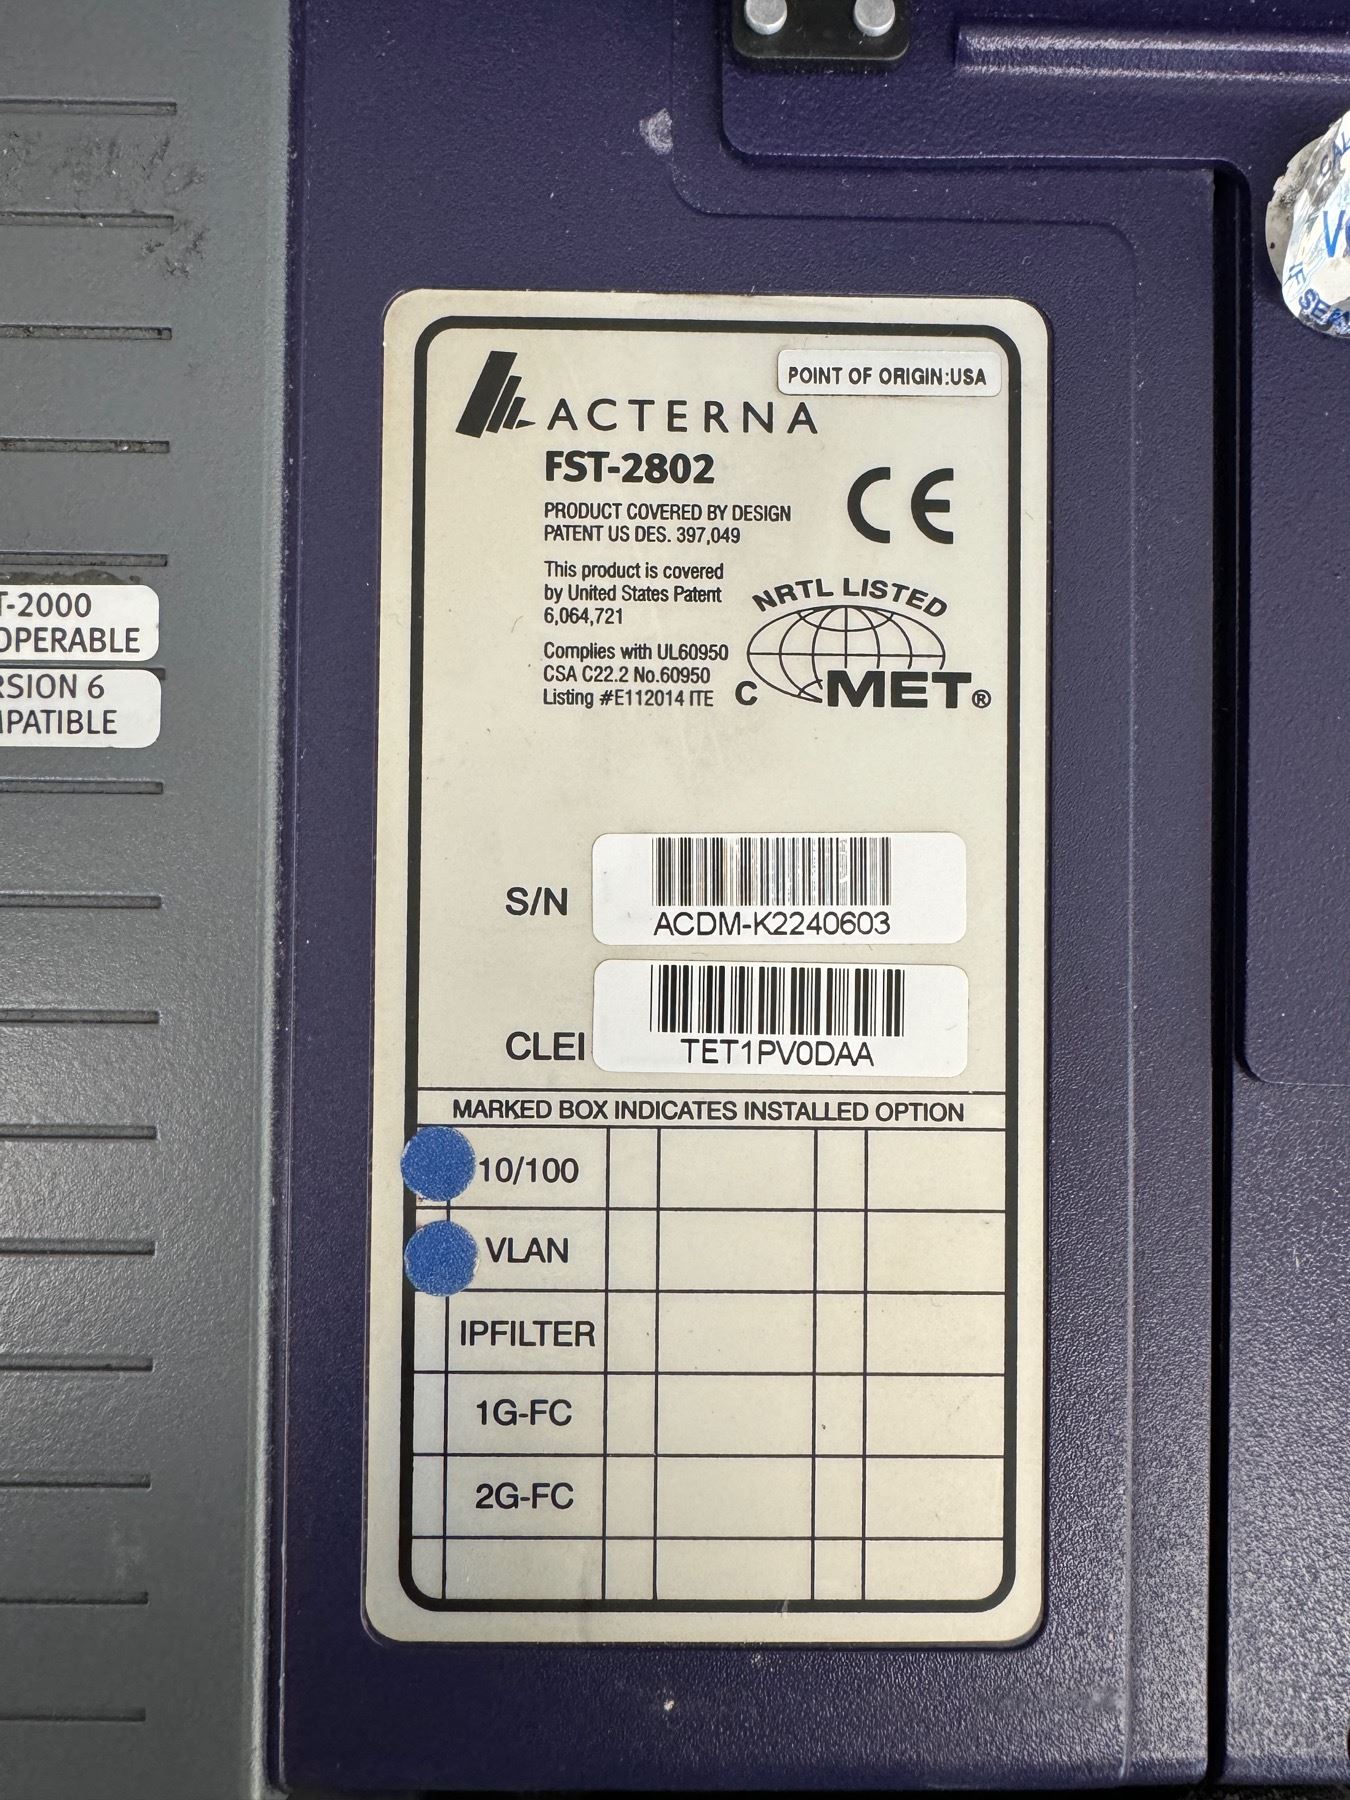 POINT OF ORIGIN:USA
ACTERNA
FST-2802
CE
PRODUCT COVERED BY DESIGN
PATENT US DES. 397,049
This product is covered
by United States Patent
6,064,721
NRTL LISTED
C MET®
Complies with UL60950
CSA C22.2 No.60950
Listing #E112014 ITE
T-2000
OPERABLE
RSION 6
MPATIBLE
S/N
ACDM-K2240603
CLEI
TET1PV0DAA
MARKED BOX INDICATES INSTALLED OPTION
10/100
VLAN
IPFILTER
1G-FC
2G-FC